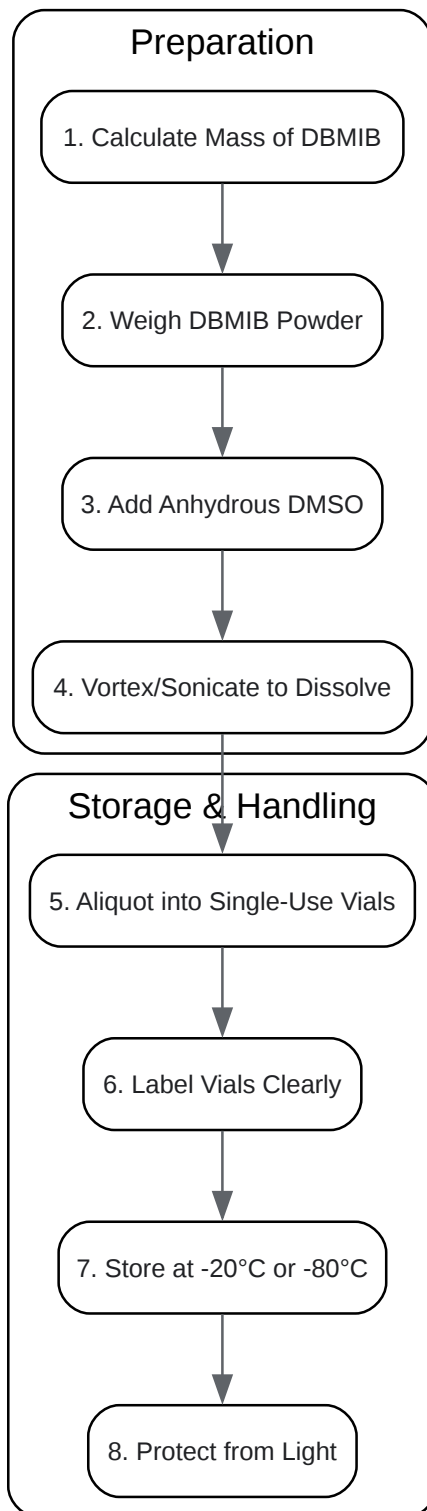 Preparation
1. Calculate Mass of DBMIB
2. Weigh DBMIB Powder
3. Add Anhydrous DMSO
4. Vortex/Sonicate to Dissolve
Storage & Handling
5. Aliquot into Single-Use Vials
6. Label Vials Clearly
7. Store at -20°C or -80°C
8. Protect from Light